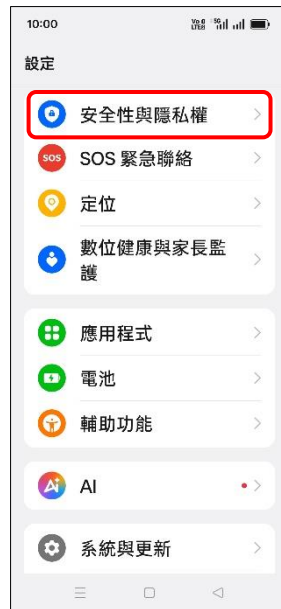 10:00
設定
安全性與隱私權
SOS
SOS 緊急聯絡
定位
數位健康與家長監
護
應用程式
電池
輔助功能
Ai
AI
系統與更新